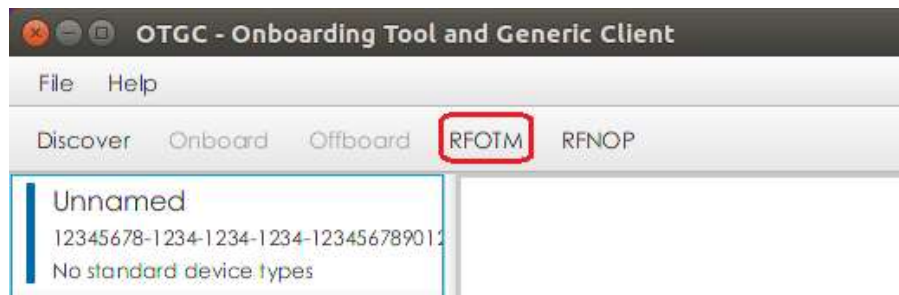 OTGC - Onboarding Tool and Generic Client
File Help
Discover Onboard Offboard RFOTM RFNOP
Unnamed
12345678-1234-1234-1234-123456789012
No standard device types